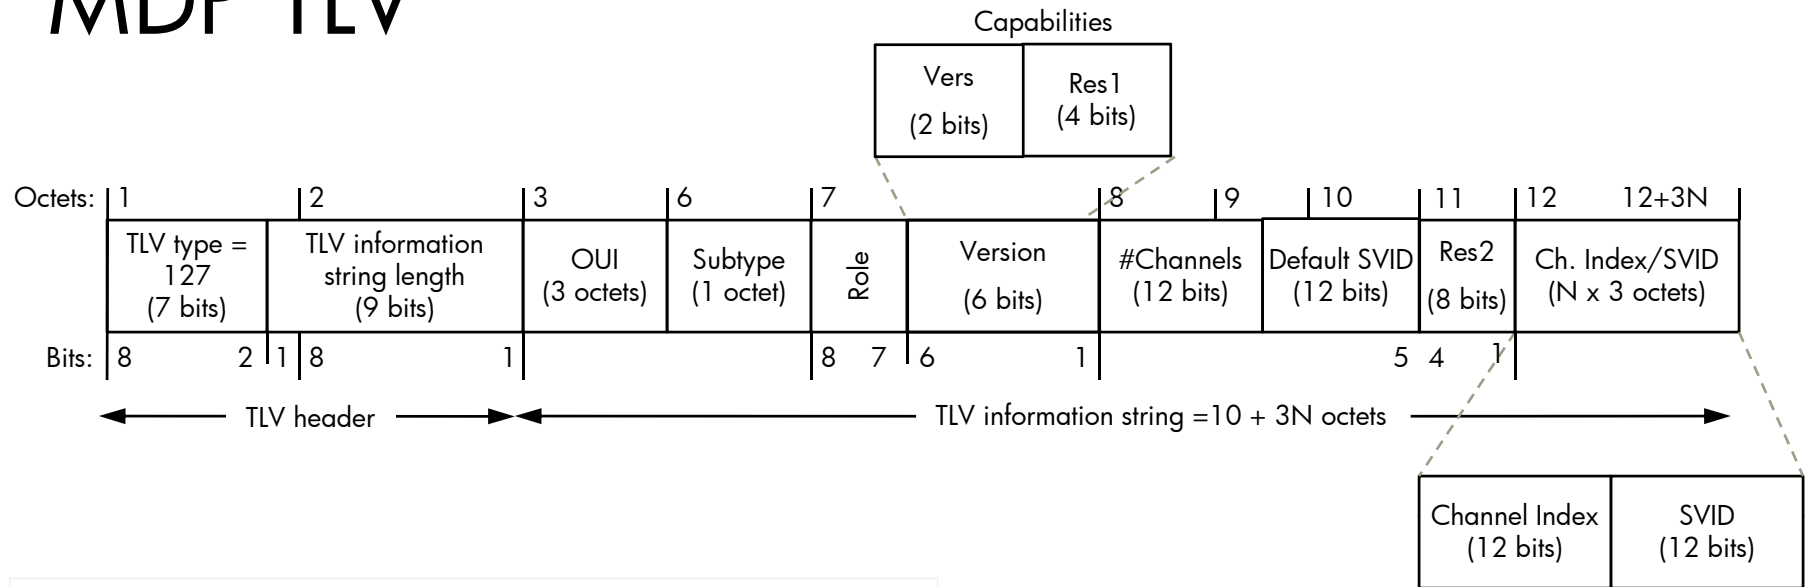 MDP TLV
Capabilities
Vers
(2 bits)
Res1
(4 bits)
Octets: 1 2 3 6 7 8 9 10 11 12 12+3N
TLV type =
127
(7 bits)
TLV information
string length
(9 bits)
OUI
(3 octets)
Subtype
(1 octet)
Role
Version
(6 bits)
#Channels
(12 bits)
Default SVID
(12 bits)
Res2
(8 bits)
Ch. Index/SVID
(N x 3 octets)
Bits: 8 2 1 8 1 8 7 6 1 5 4 1
TLV header
TLV information string =10 + 3N octets
Channel Index
(12 bits)
SVID
(12 bits)